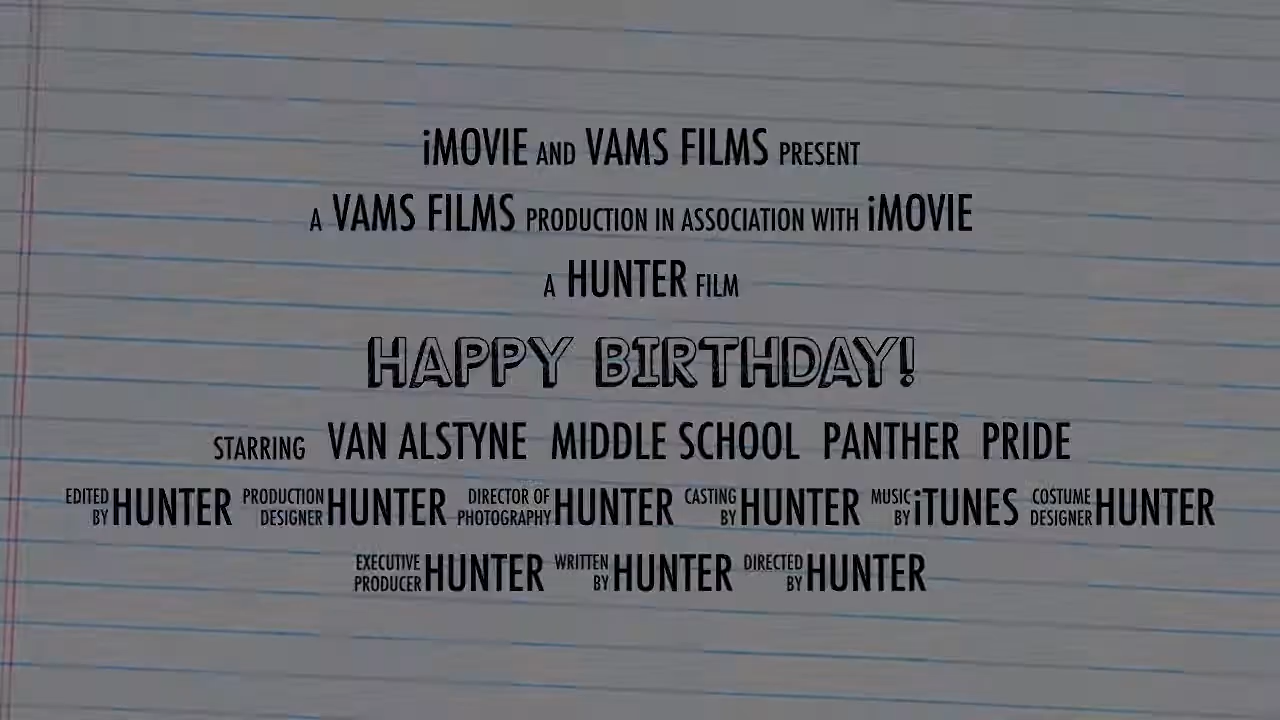 iMOVIE AND VAMS FILMS PRESENT
A VAMS FILMS PRODUCTION IN ASSOCIATION WITH iMOVIE
A HUNTER FILM
HAPPY BIRTHDAY!
STARRING VAN ALSTYNE MIDDLE SCHOOL PANTHER PRIDE
EDITED BY HUNTER PRODUCTION DESIGNER HUNTER DIRECTOR OF PHOTOGRAPHY HUNTER CASTING BY HUNTER MUSIC BY iTUNES COSTUME DESIGNER HUNTER
EXECUTIVE PRODUCER HUNTER WRITTEN BY HUNTER DIRECTED BY HUNTER